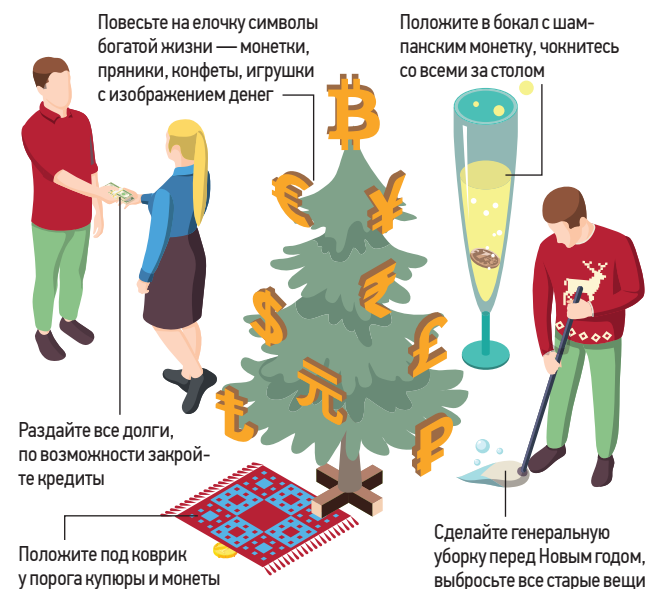 Повесьте на елочку символы
богатой жизни — монетки,
пряники, конфеты, игрушки
с изображением денег
Положите в бокал с шам-
панским монетку, чокнитесь
со всеми за столом
Раздайте все долги,
по возможности закрой-
те кредиты
Положите под коврик
у порога купюры и монеты
Сделайте генеральную
уборку перед Новым годом,
выбросьте все старые вещи